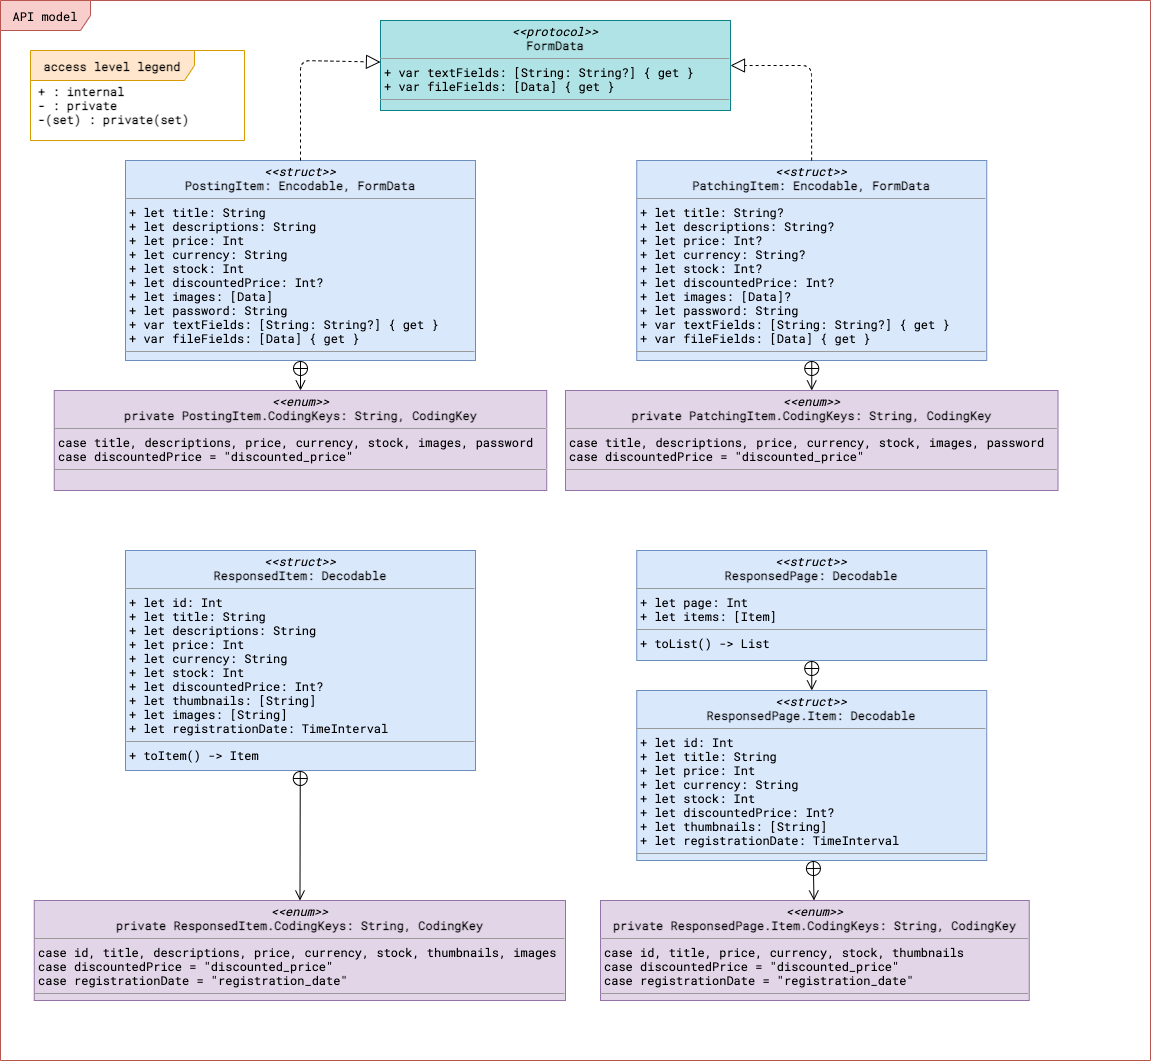 API model
access level legend
+ : internal
- : private
-(set) : private(set)
<<protocol>>
FormData
+ var textFields: [String: String?] { get }
+ var fileFields: [Data] { get }
<<struct>>
PostingItem: Encodable, FormData
+ let title: String
+ let descriptions: String
+ let price: Int
+ let currency: String
+ let stock: Int
+ let discountedPrice: Int?
+ let images: [Data]
+ let password: String
+ var textFields: [String: String?] { get }
+ var fileFields: [Data] { get }
<<struct>>
PatchingItem: Encodable, FormData
+ let title: String?
+ let descriptions: String?
+ let price: Int?
+ let currency: String?
+ let stock: Int?
+ let discountedPrice: Int?
+ let images: [Data]?
+ let password: String
+ var textFields: [String: String?] { get }
+ var fileFields: [Data] { get }
<<enum>>
private PostingItem.CodingKeys: String, CodingKey
case title, descriptions, price, currency, stock, images, password
case discountedPrice = "discounted_price"
<<enum>>
private PatchingItem.CodingKeys: String, CodingKey
case title, descriptions, price, currency, stock, images, password
case discountedPrice = "discounted_price"
<<struct>>
ResponsedItem: Decodable
+ let id: Int
+ let title: String
+ let descriptions: String
+ let price: Int
+ let currency: String
+ let stock: Int
+ let discountedPrice: Int?
+ let thumbnails: [String]
+ let images: [String]
+ let registrationDate: TimeInterval
+ toItem() -> Item
<<struct>>
ResponsedPage: Decodable
+ let page: Int
+ let items: [Item]
+ toList() -> List
<<struct>>
ResponsedPage.Item: Decodable
+ let id: Int
+ let title: String
+ let price: Int
+ let currency: String
+ let stock: Int
+ let discountedPrice: Int?
+ let thumbnails: [String]
+ let registrationDate: TimeInterval
<<enum>>
private ResponsedItem.CodingKeys: String, CodingKey
case id, title, descriptions, price, currency, stock, thumbnails, images
case discountedPrice = "discounted_price"
case registrationDate = "registration_date"
<<enum>>
private ResponsedPage.Item.CodingKeys: String, CodingKey
case id, title, price, currency, stock, thumbnails
case discountedPrice = "discounted_price"
case registrationDate = "registration_date"